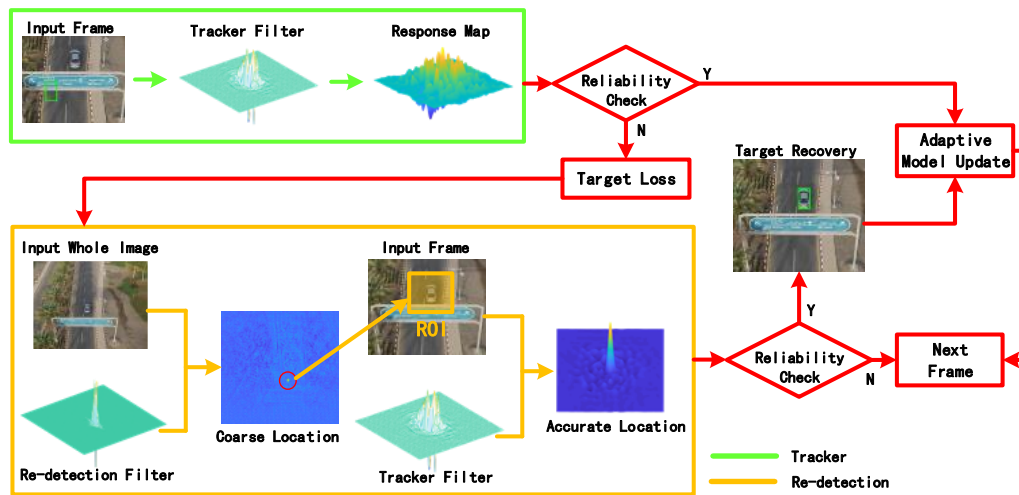 Input Frame
Tracker Filter
Response Map
Reliability
Check
Y
N
Target Loss
Target Recovery
Adaptive
Model Update
Input Whole Image
Input Frame
ROI
Coarse Location
Accurate Location
Re-detection Filter
Tracker Filter
Y
Reliability
Check
N
Next
Frame
Tracker
Re-detection